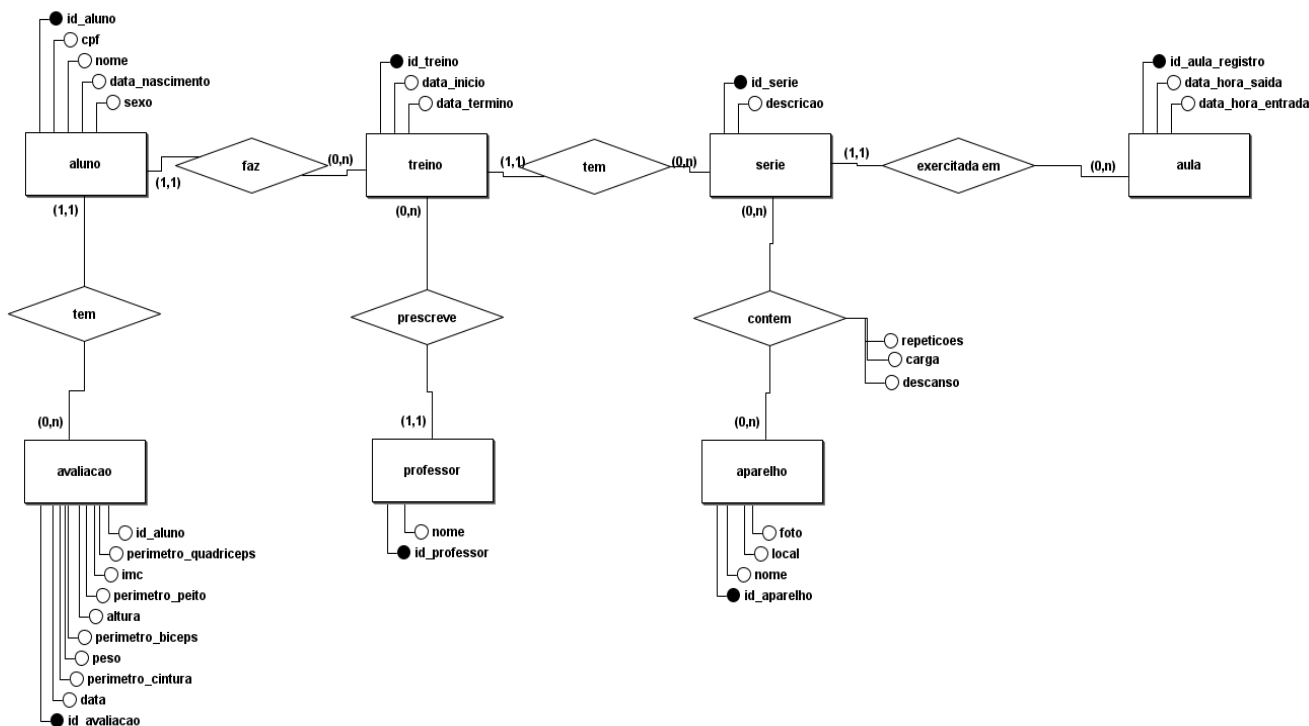 id_aluno
cpf
nome
data_nascimento
sexo
id_treino
data_inicio
data_termino
id_serie
descricao
id_aula_registro
data_hora_saida
data_hora_entrada
aluno
(1,1)
faz
(0,n)
treino
(1,1)
tem
(0,n)
serie
(1,1)
exercitada em
(0,n)
aula
(1,1)
(0,n)
(0,n)
tem
prescreve
contem
repeticoes
carga
descanso
(0,n)
(1,1)
(0,n)
avaliacao
professor
aparelho
id_aluno
perimetro_quadriceps
imc
perimetro_peito
altura
perimetro_biceps
peso
perimetro_cintura
data
id_avaliacao
nome
id_professor
foto
local
nome
id_aparelho